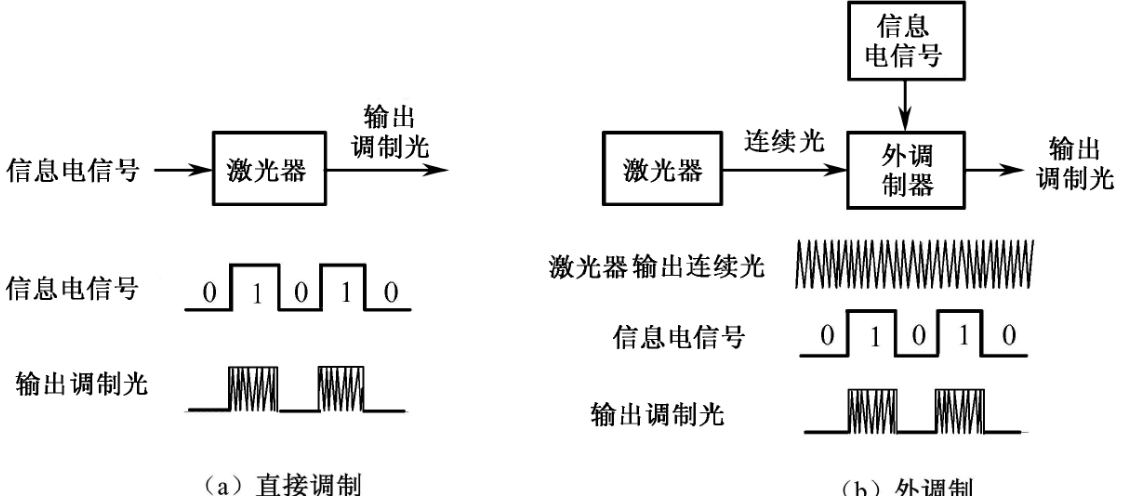 信息电信号
激光器
输出
调制光
信息电信号
0 1 0 1 0
输出调制光
(a) 直接调制
信息
电信号
激光器
连续光
外调
制器
输出
调制光
激光器输出连续光
信息电信号
0 1 0 1 0
输出调制光
(b) 外调制